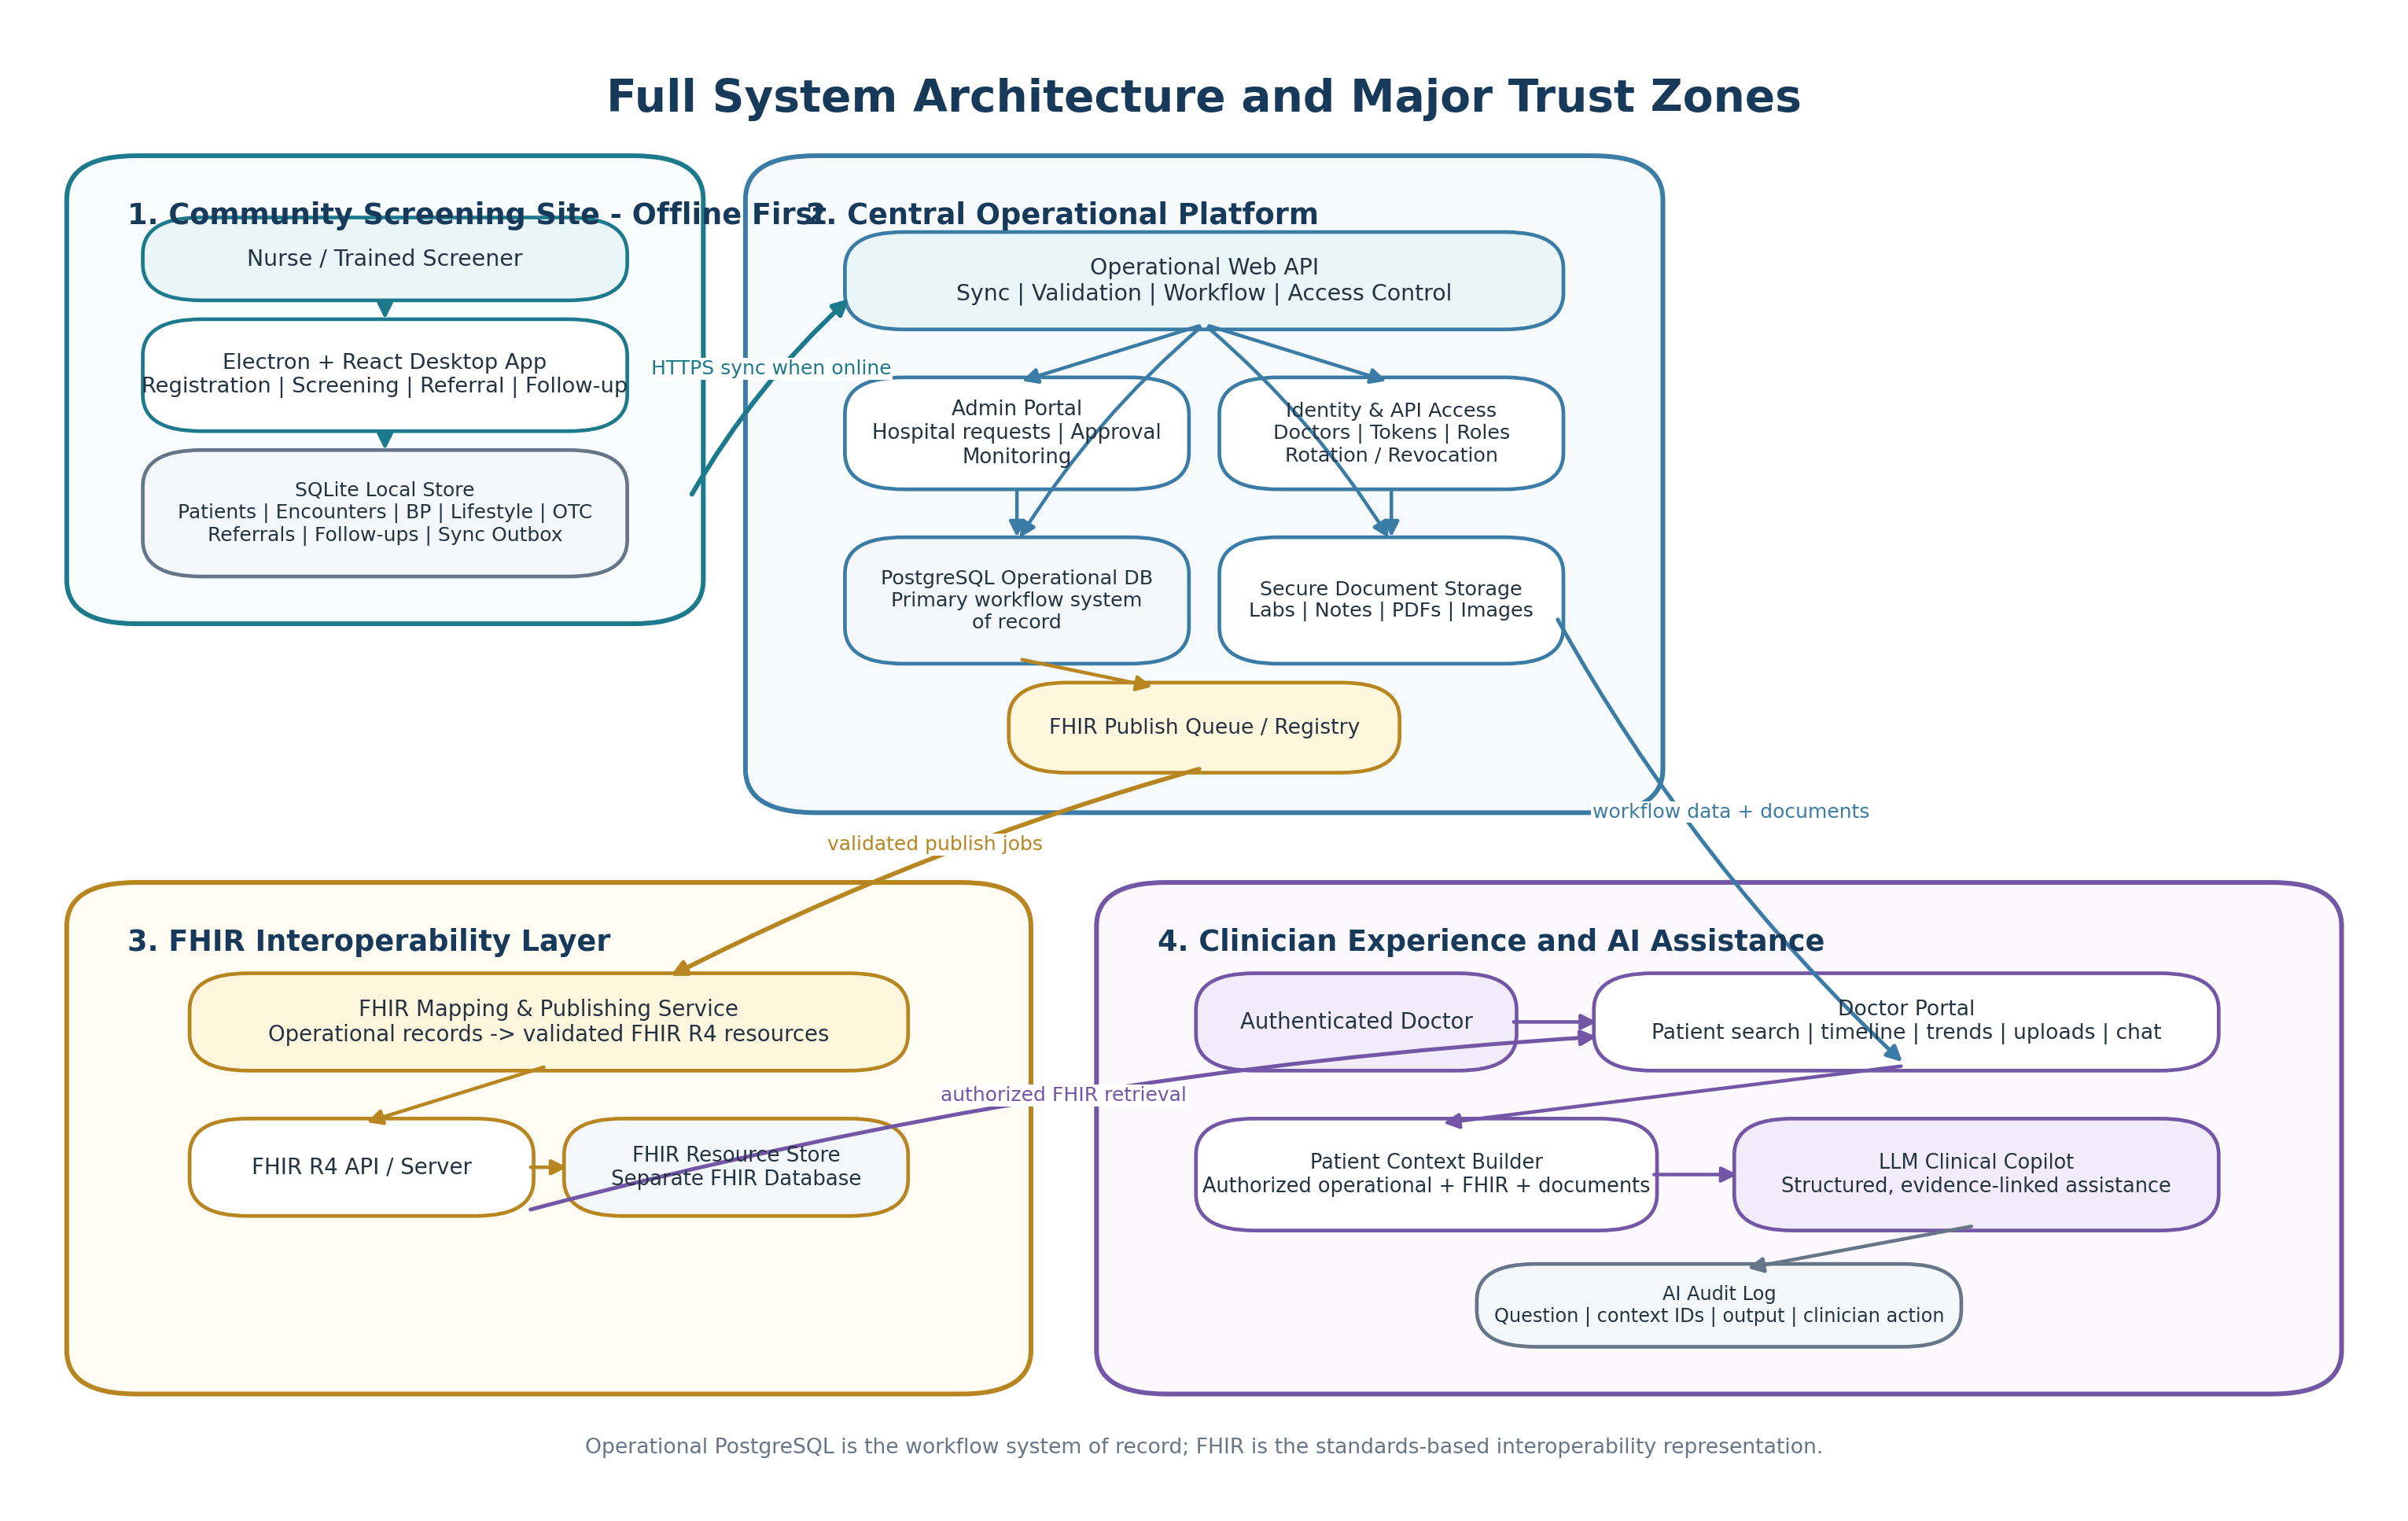 Full System Architecture and Major Trust Zones
1. Community Screening Site - Offline First
Nurse / Trained Screener
Electron + React Desktop App
Registration | Screening | Referral | Follow-up
SQLite Local Store
Patients | Encounters | BP | Lifestyle | OTC
Referrals | Follow-ups | Sync Outbox
HTTPS sync when online
2. Central Operational Platform
Operational Web API
Sync | Validation | Workflow | Access Control
Admin Portal
Hospital requests | Approval
Monitoring
Identity & API Access
Doctors | Tokens | Roles
Rotation / Revocation
PostgreSQL Operational DB
Primary workflow system
of record
Secure Document Storage
Labs | Notes | PDFs | Images
FHIR Publish Queue / Registry
validated publish jobs
workflow data + documents
3. FHIR Interoperability Layer
FHIR Mapping & Publishing Service
Operational records -> validated FHIR R4 resources
FHIR R4 API / Server
FHIR Resource Store
Separate FHIR Database
authorized FHIR retrieval
4. Clinician Experience and AI Assistance
Authenticated Doctor
Doctor Portal
Patient search | timeline | trends | uploads | chat
Patient Context Builder
Authorized operational + FHIR + documents
LLM Clinical Copilot
Structured, evidence-linked assistance
AI Audit Log
Question | context IDs | output | clinician action
Operational PostgreSQL is the workflow system of record; FHIR is the standards-based interoperability representation.